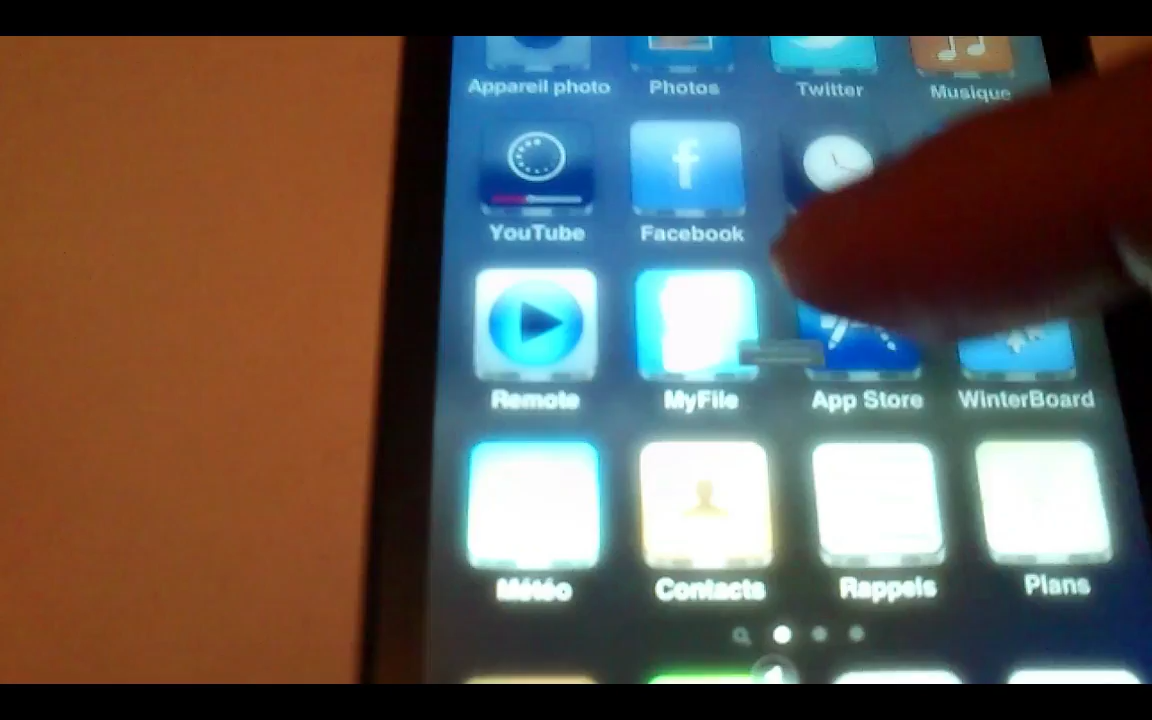 Appareil photo Photos Twitter Musique
YouTube Facebook
Remote MyFile App Store WinterBoard
Météo Contacts Rappels Plans